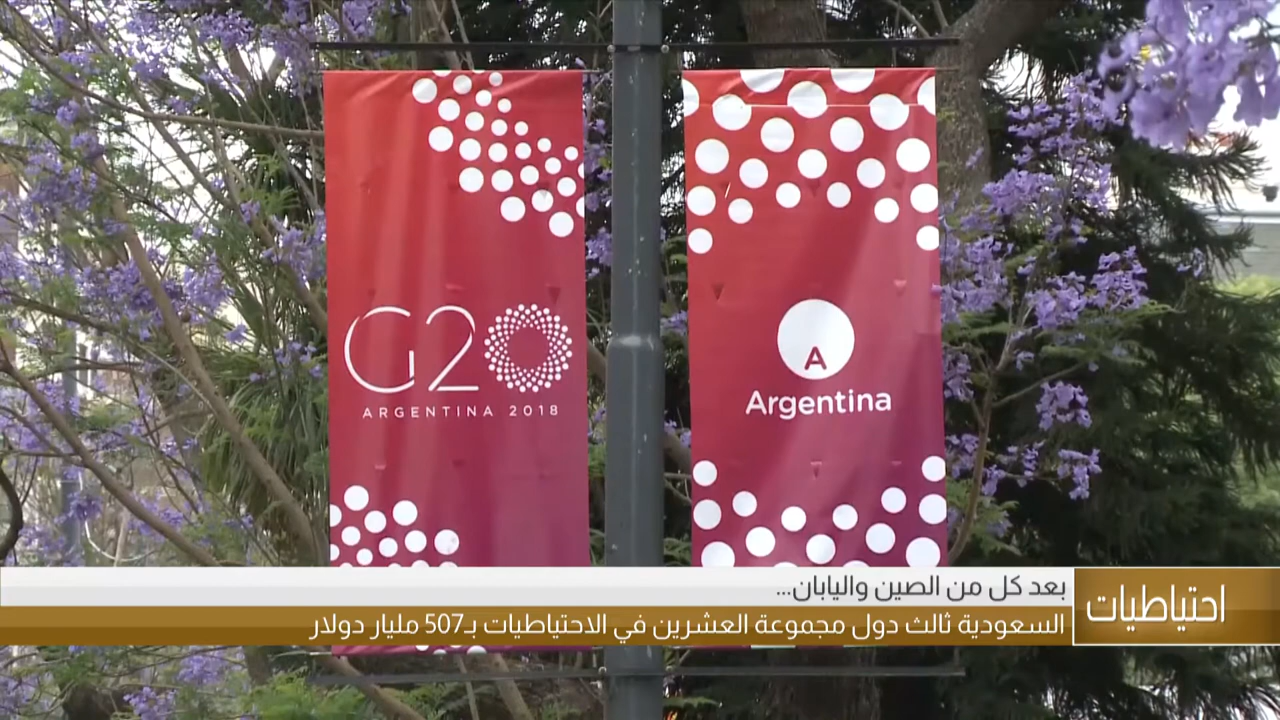 G20
ARGENTINA 2018
A
Argentina
احتياطيات
بعد كل من الصين واليابان...
السعودية ثالث دول مجموعة العشرين في الاحتياطيات بـ507 مليار دولار